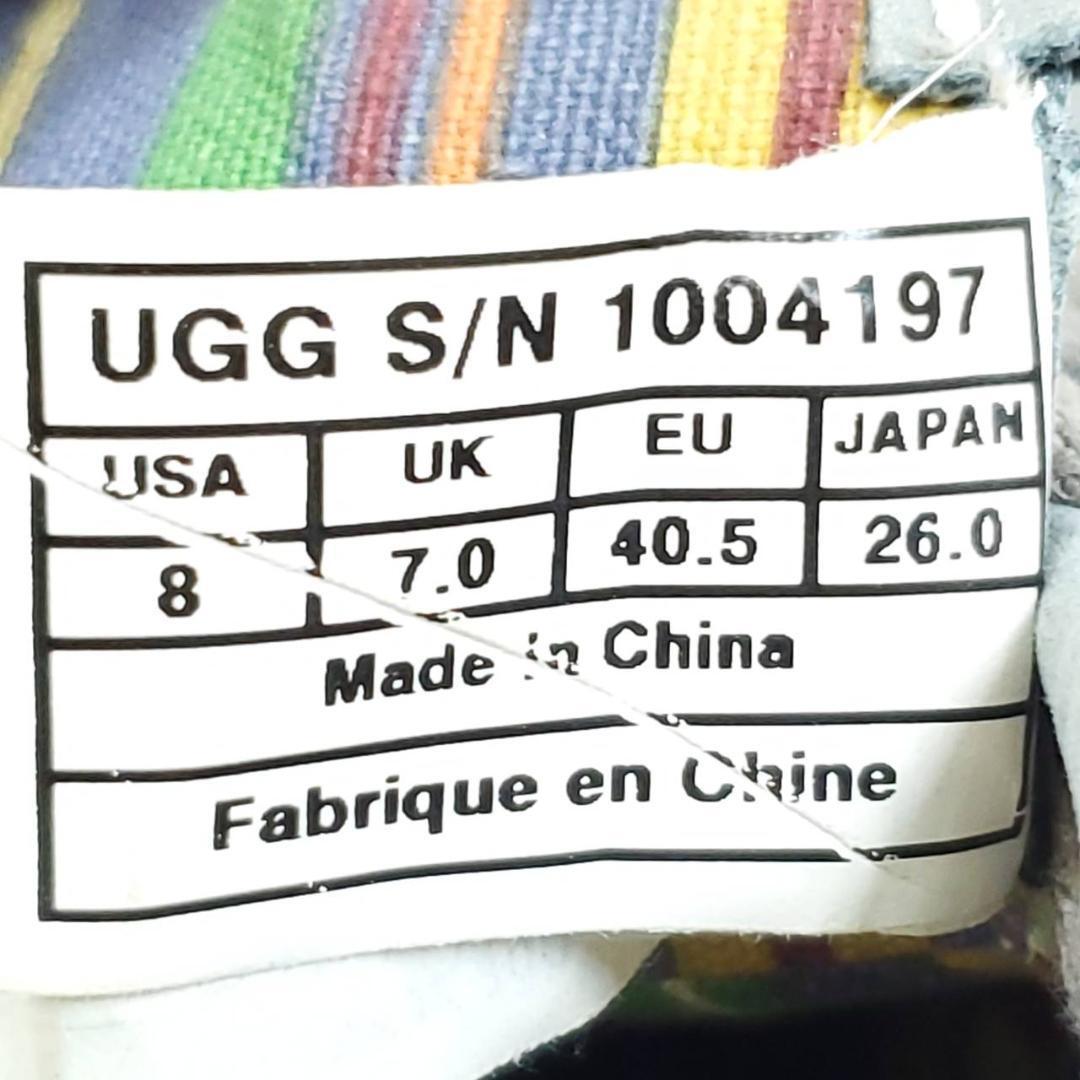 UGG S/N 1004197
USA UK EU JAPAN
8 7.0 40.5 26.0
Made in China
Fabrique en Chine